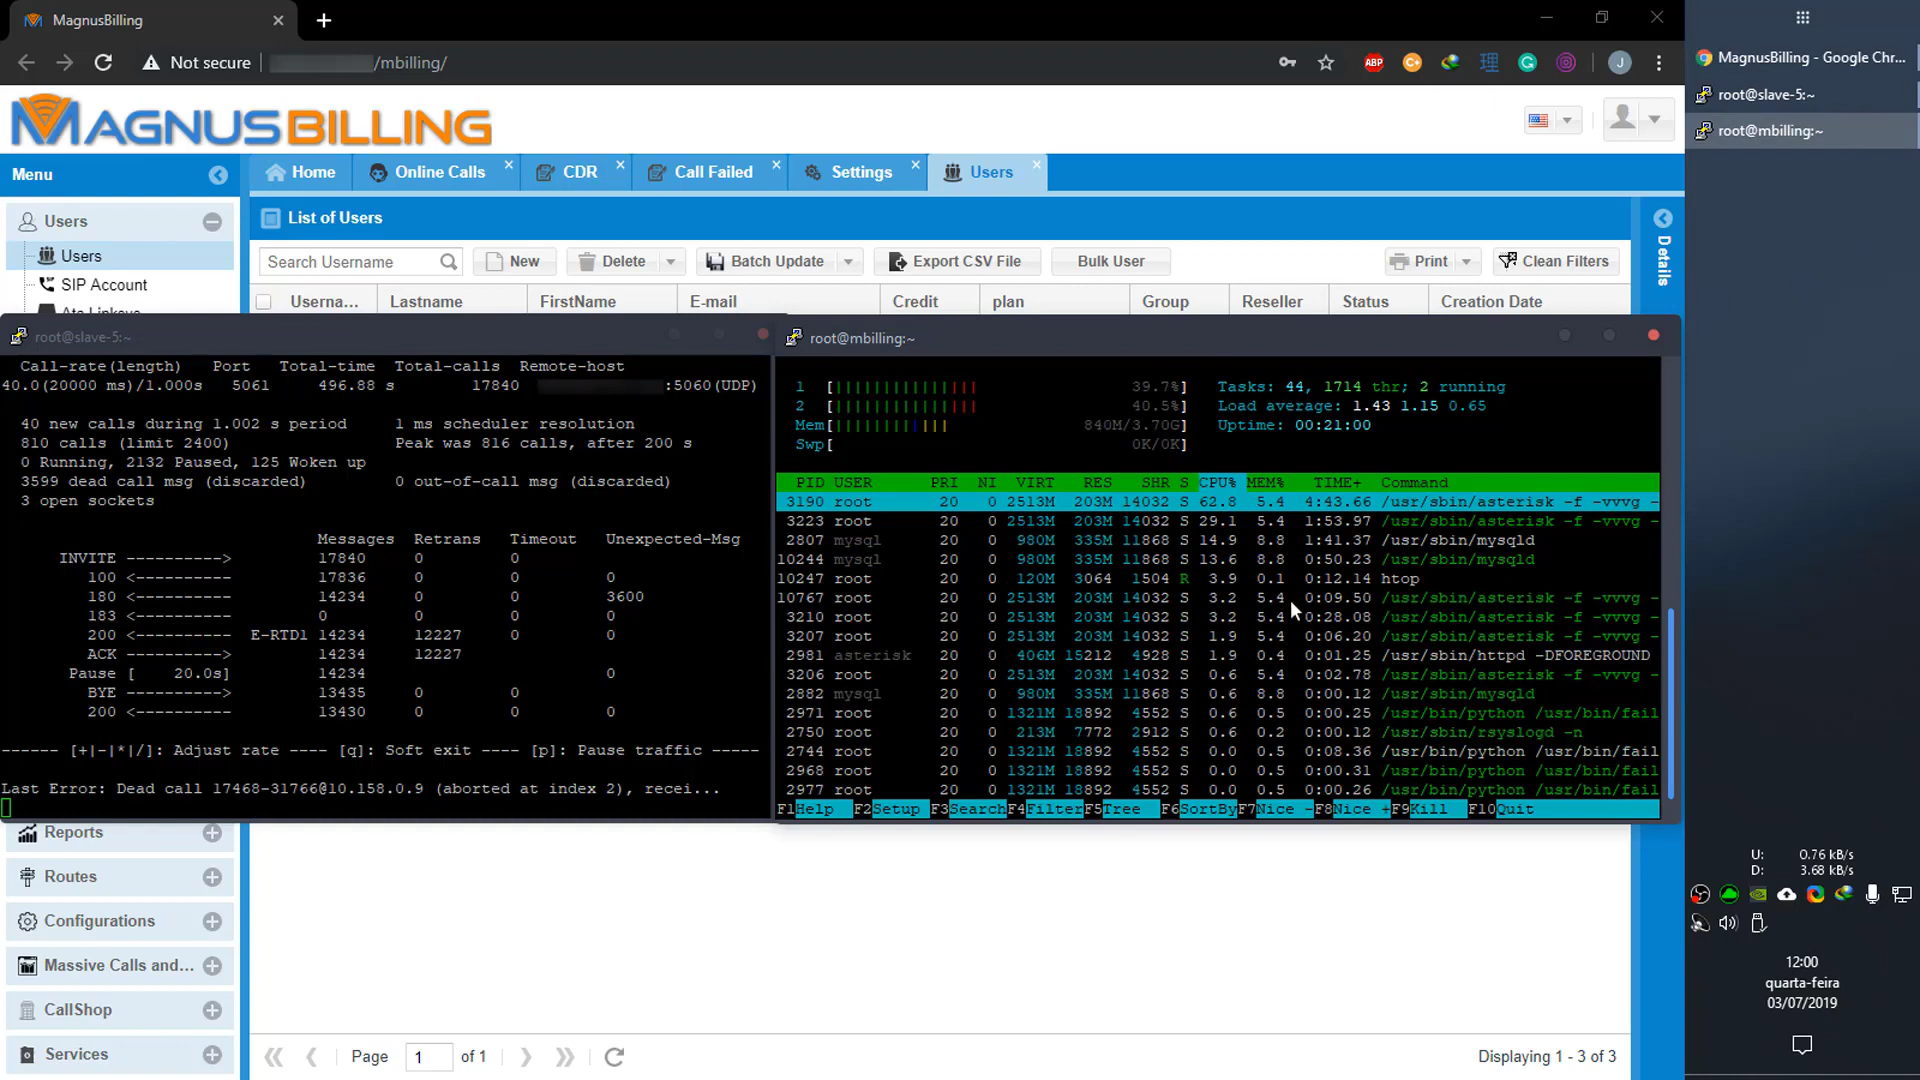 MagnusBilling
Not secure
/mbilling/
ABP
J
MAGNUSBILLING
Menu
Home
Online Calls
CDR
Call Failed
Settings
Users
Users
Users
SIP Account
List of Users
Search Username
New
Delete
Batch Update
Export CSV File
Bulk User
Print
Clean Filters
Userna... Lastname FirstName E-mail Credit plan Group Reseller Status Creation Date
Details
root@slave-5:~
Call-rate(length) Port Total-time Total-calls Remote-host
40.0(20000 ms)/1.000s 5061 496.88 s 17840 :5060(UDP)
40 new calls during 1.002 s period 1 ms scheduler resolution
810 calls (limit 2400) Peak was 816 calls, after 200 s
0 Running, 2132 Paused, 125 Woken up
3599 dead call msg (discarded) 0 out-of-call msg (discarded)
3 open sockets
Messages Retrans Timeout Unexpected-Msg
INVITE ----------> 17840 0 0
100 <---------- 17836 0 0 0
180 <---------- 14234 0 0 3600
183 <---------- 0 0 0 0
200 <---------- E-RTD1 14234 12227 0 0
ACK ----------> 14234 12227
Pause [ 20.0s] 14234 0
BYE ----------> 13435 0 0
200 <---------- 13430 0 0 0
------ [+|-|*|/]: Adjust rate ---- [q]: Soft exit ---- [p]: Pause traffic -----
Last Error: Dead call 17468-31766@10.158.0.9 (aborted at index 2), recei...
root@mbilling:~
1 [|||||||||||||||| 39.7%] Tasks: 44, 1714 thr; 2 running
2 [|||||||||||||||| 40.5%] Load average: 1.43 1.15 0.65
Mem[||||||||||||| 840M/3.70G] Uptime: 00:21:00
Swp[ 0K/0K]
PID USER PRI NI VIRT RES SHR S CPU% MEM% TIME+ Command
3190 root 20 0 2513M 203M 14032 S 62.8 5.4 4:43.66 /usr/sbin/asterisk -f -vvvg -
3223 root 20 0 2513M 203M 14032 S 29.1 5.4 1:53.97 /usr/sbin/asterisk -f -vvvg -
2807 mysql 20 0 980M 335M 11868 S 14.9 8.8 1:41.37 /usr/sbin/mysqld
10244 mysql 20 0 980M 335M 11868 S 13.6 8.8 0:50.23 /usr/sbin/mysqld
10247 root 20 0 120M 3064 1504 R 3.9 0.1 0:12.14 htop
10767 root 20 0 2513M 203M 14032 S 3.2 5.4 0:09.50 /usr/sbin/asterisk -f -vvvg -
3210 root 20 0 2513M 203M 14032 S 3.2 5.4 0:28.08 /usr/sbin/asterisk -f -vvvg -
3207 root 20 0 2513M 203M 14032 S 1.9 5.4 0:06.20 /usr/sbin/asterisk -f -vvvg -
2981 asterisk 20 0 406M 15212 4928 S 1.9 0.4 0:01.25 /usr/sbin/httpd -DFOREGROUND
3206 root 20 0 2513M 203M 14032 S 0.6 5.4 0:02.78 /usr/sbin/asterisk -f -vvvg -
2882 mysql 20 0 980M 335M 11868 S 0.6 8.8 0:00.12 /usr/sbin/mysqld
2971 root 20 0 1321M 18892 4552 S 0.6 0.5 0:00.25 /usr/bin/python /usr/bin/fail
2750 root 20 0 213M 7772 2912 S 0.6 0.2 0:00.12 /usr/sbin/rsyslogd -n
2744 root 20 0 1321M 18892 4552 S 0.0 0.5 0:08.36 /usr/bin/python /usr/bin/fail
2968 root 20 0 1321M 18892 4552 S 0.0 0.5 0:00.31 /usr/bin/python /usr/bin/fail
2977 root 20 0 1321M 18892 4552 S 0.0 0.5 0:00.26 /usr/bin/python /usr/bin/fail
F1Help F2Setup F3SearchF4FilterF5Tree F6SortByF7Nice -F8Nice +F9Kill F10Quit
Reports
Routes
Configurations
Massive Calls and...
CallShop
Services
Page 1 of 1
Displaying 1 - 3 of 3
MagnusBilling - Google Chr...
root@slave-5:~
root@mbilling:~
U: 0.76 kB/s
D: 3.68 kB/s
12:00
quarta-feira
03/07/2019